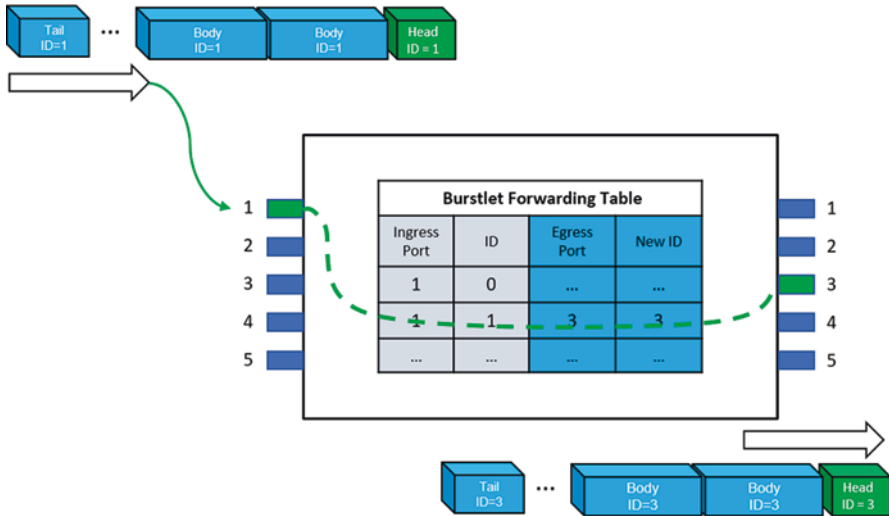 Tail ... Body Body Head
ID=1 ID=1 ID=1 ID = 1
Burstlet Forwarding Table
Ingress Port ID Egress Port New ID
1 0 ... ...
1 1 3 3
... ... ... ...
1
2
3
4
5
1
2
3
4
5
Tail ... Body Body Head
ID=3 ID=3 ID=3 ID = 3